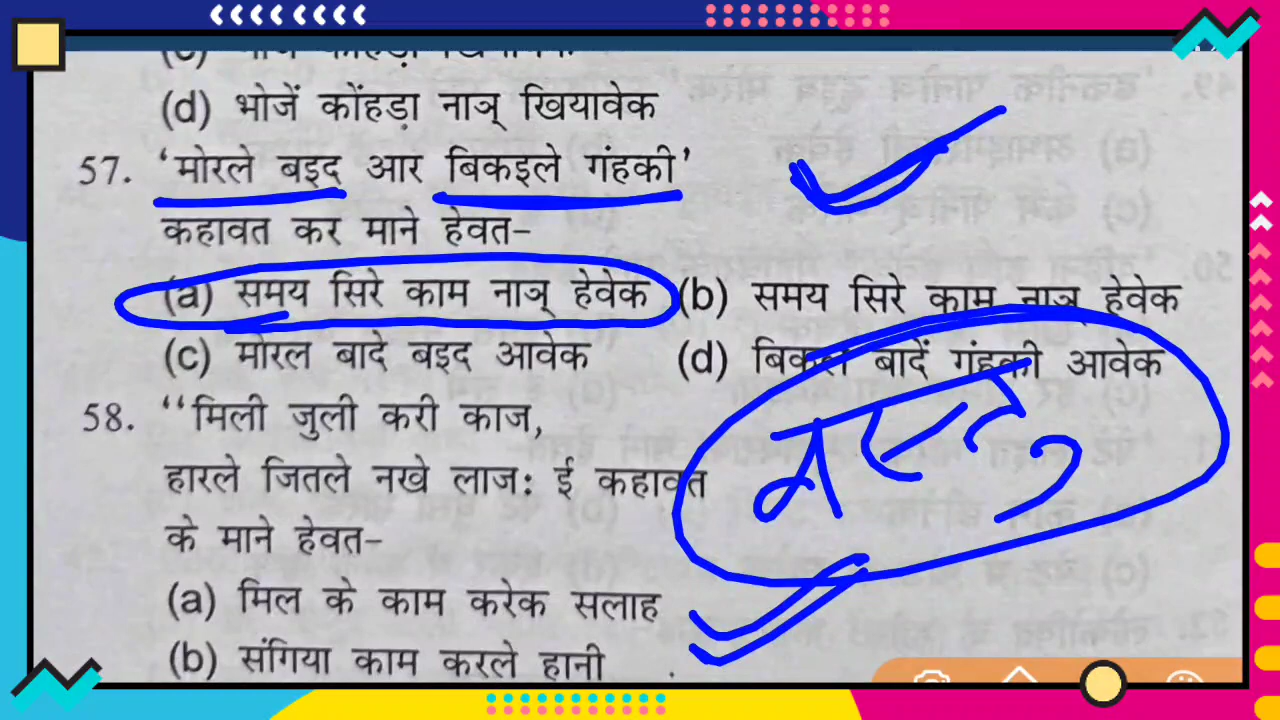 (d) भोजें कोंहड़ा नाञ् खियावेक
57. ‘मोरले बइद आर बिकइले गंहकी’
कहावत कर माने हेवत–
(a) समय सिरे काम नाञ् हेवेक (b) समय सिरे काम नाञ् हेवेक
(c) मोरल बादे बइद आवेक (d) बिकल बादें गंहकी आवेक
58. “मिली जुली करी काज,
हारले जितले नखे लाज: ई कहावत
के माने हेवत–
(a) मिल के काम करेक सलाह
(b) संगिया काम करले हानी